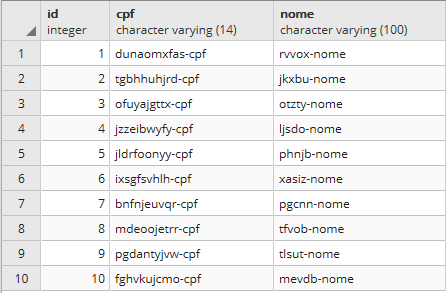 id cpf nome
integer character varying (14) character varying (100)
1 1 dunaomxfas-cpf rvvox-nome
2 2 tgbhhuhjrd-cpf jkxbu-nome
3 3 ofuyajgttx-cpf otzty-nome
4 4 jzzeibwyfy-cpf ljsdo-nome
5 5 jldrfoonyy-cpf phnjb-nome
6 6 ixsgfsvhlh-cpf xasiz-nome
7 7 bnfnjeuvqr-cpf pgcnn-nome
8 8 mdeoojetrr-cpf tfvob-nome
9 9 pgdantyjvw-cpf tlsut-nome
10 10 fghvkujcmo-cpf mevdb-nome